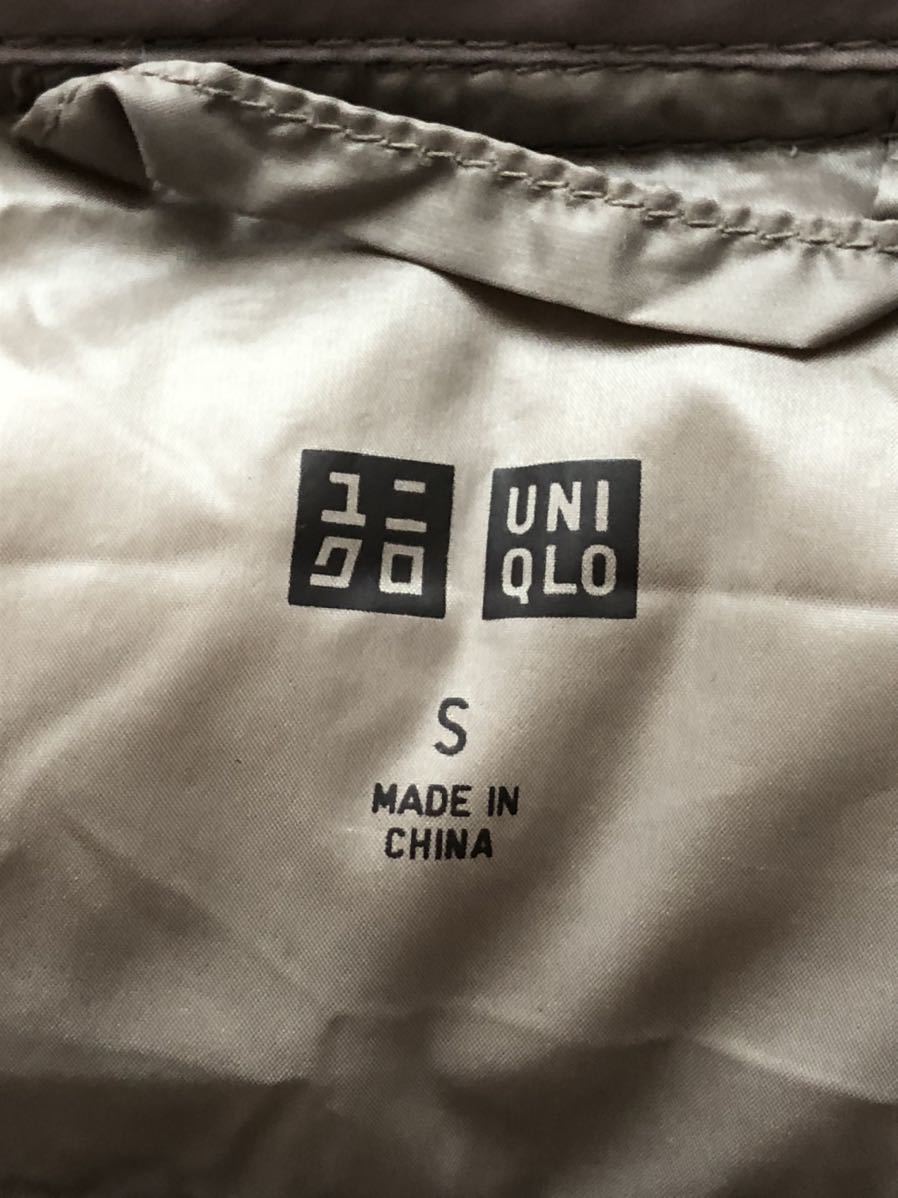 ユニ
クロ
UNI
QLO
S
MADE IN
CHINA